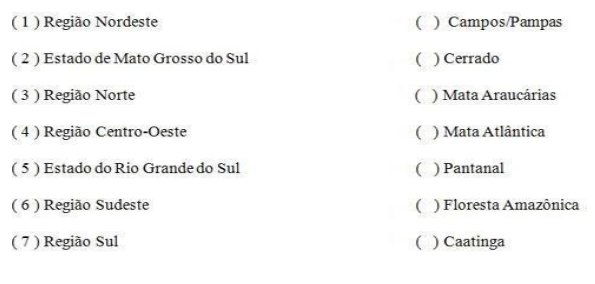 ( 1 ) Região Nordeste ( ) Campos/Pampas
( 2 ) Estado de Mato Grosso do Sul ( ) Cerrado
( 3 ) Região Norte ( ) Mata Araucárias
( 4 ) Região Centro-Oeste ( ) Mata Atlântica
( 5 ) Estado do Rio Grande do Sul ( ) Pantanal
( 6 ) Região Sudeste ( ) Floresta Amazônica
( 7 ) Região Sul ( ) Caatinga